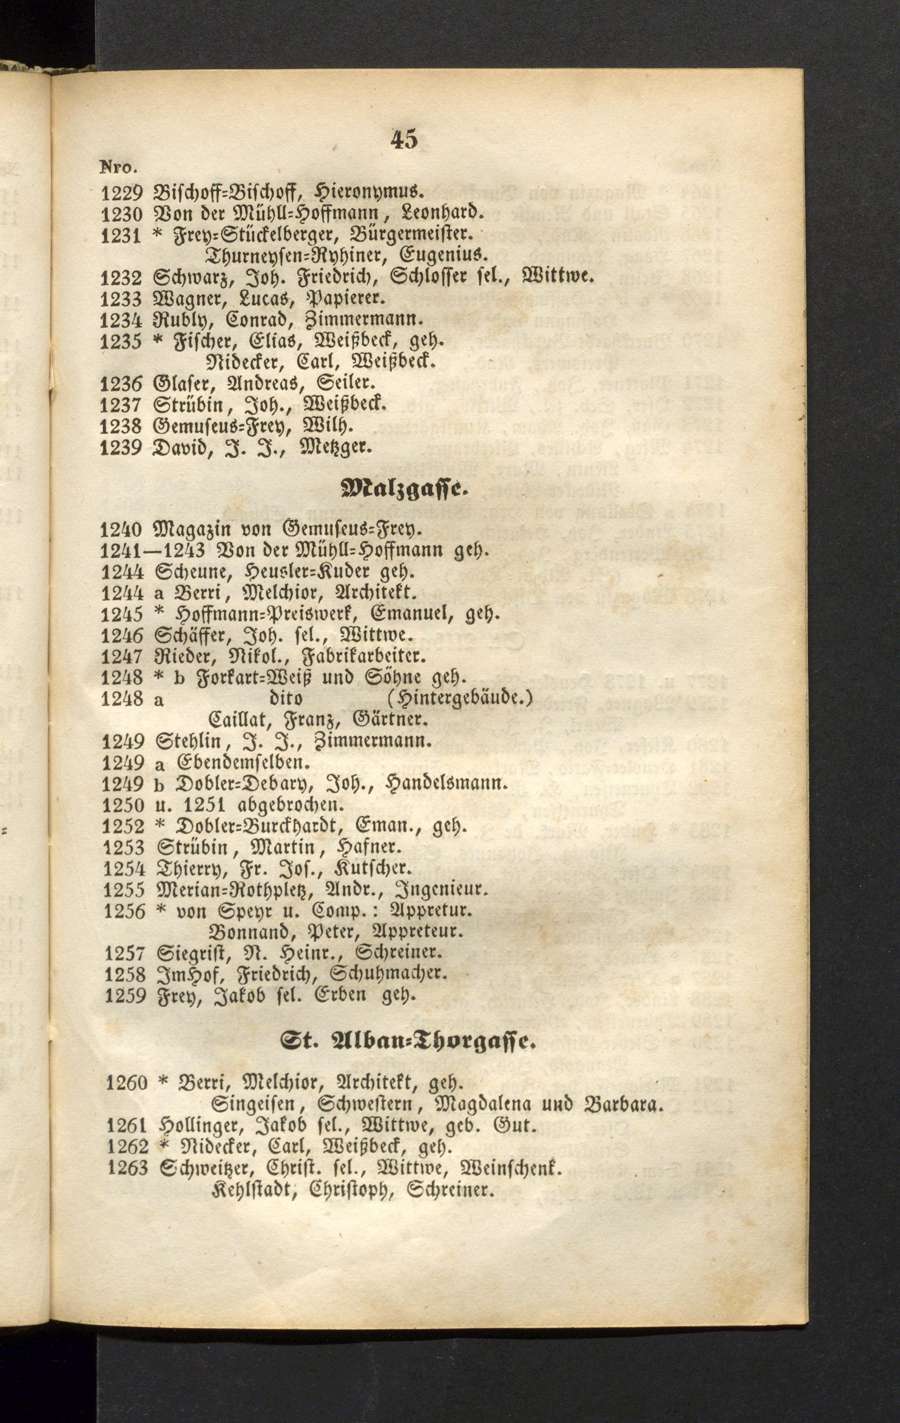 45
Nro.
1229 Bischoff-Bischoff, Hieronymus.
1230 Von der Mühll-Hoffmann, Leonhard.
1231 * Frey-Stückelberger, Bürgermeister.
Thurneysen-Ryhiner, Eugenius.
1232 Schwarz, Joh. Friedrich, Schlosser sel., Wittwe.
1233 Wagner, Lucas, Papierer.
1234 Rubly, Conrad, Zimmermann.
1235 * Fischer, Elias, Weißbeck, geh.
Nidecker, Carl, Weißbeck.
1236 Glaser, Andreas, Seiler.
1237 Strübin, Joh., Weißbeck.
1238 Gemuseus-Frey, Wilh.
1239 David, J. J., Metzger.
Malzgasse.
1240 Magazin von Gemuseus-Frey.
1241—1243 Von der Mühll-Hoffmann geh.
1244 Scheune, Heusler-Kuder geh.
1244 a Berri, Melchior, Architekt.
1245 * Hoffmann-Preiswerk, Emanuel, geh.
1246 Schäffer, Joh. sel., Wittwe.
1247 Rieder, Nikol., Fabrikarbeiter.
1248 * b Forkart-Weiß und Söhne geh.
1248 a dito (Hintergebäude.)
Caillat, Franz, Gärtner.
1249 Stehlin, J. J., Zimmermann.
1249 a Ebendemselben.
1249 b Dobler-Debary, Joh., Handelsmann.
1250 u. 1251 abgebrochen.
1252 * Dobler-Burckhardt, Eman., geh.
1253 Strübin, Martin, Hafner.
1254 Thierry, Fr. Jos., Kutscher.
1255 Merian-Rothpletz, Andr., Ingenieur.
1256 * von Speyr u. Comp.: Appretur.
Bonnand, Peter, Appreteur.
1257 Siegrist, N. Heinr., Schreiner.
1258 ImHof, Friedrich, Schuhmacher.
1259 Frey, Jakob sel. Erben geh.
St. Alban-Thorgasse.
1260 * Berri, Melchior, Architekt, geh.
Singeisen, Schwestern, Magdalena und Barbara.
1261 Hollinger, Jakob sel., Wittwe, geb. Gut.
1262 * Nidecker, Carl, Weißbeck, geh.
1263 Schweitzer, Christ. sel., Wittwe, Weinschenk.
Kehlstadt, Christoph, Schreiner.